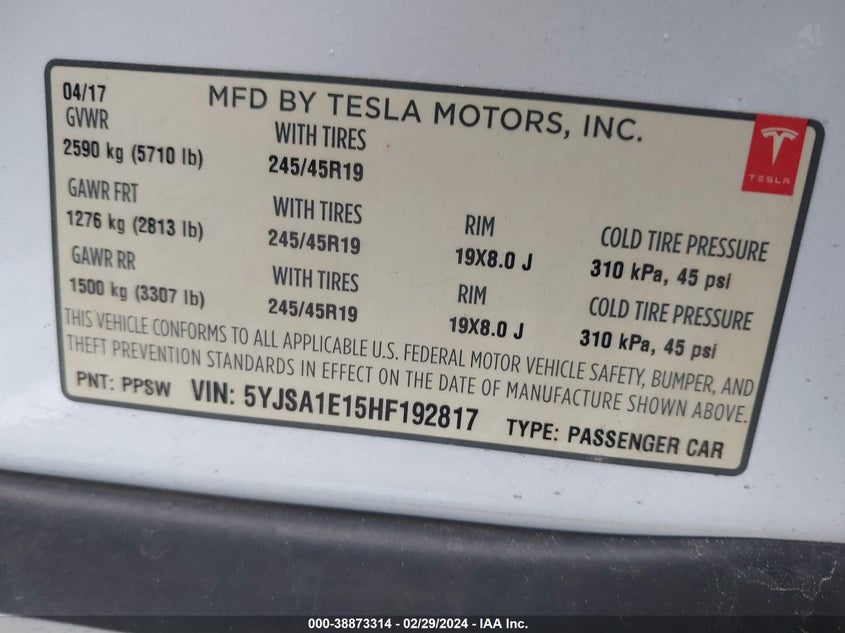 04/17
MFD BY TESLA MOTORS, INC.
GVWR
WITH TIRES
2590 kg (5710 lb)
245/45R19
TESLA
GAWR FRT
WITH TIRES
RIM
COLD TIRE PRESSURE
1276 kg (2813 lb)
245/45R19
19X8.0 J
310 kPa, 45 psi
GAWR RR
WITH TIRES
RIM
COLD TIRE PRESSURE
1500 kg (3307 lb)
245/45R19
19X8.0 J
310 kPa, 45 psi
THIS VEHICLE CONFORMS TO ALL APPLICABLE U.S. FEDERAL MOTOR VEHICLE SAFETY, BUMPER, AND
THEFT PREVENTION STANDARDS IN EFFECT ON THE DATE OF MANUFACTURE SHOWN ABOVE.
PNT: PPSW VIN: 5YJSA1E15HF192817 TYPE: PASSENGER CAR
000-38873314 - 02/29/2024 - IAA Inc.